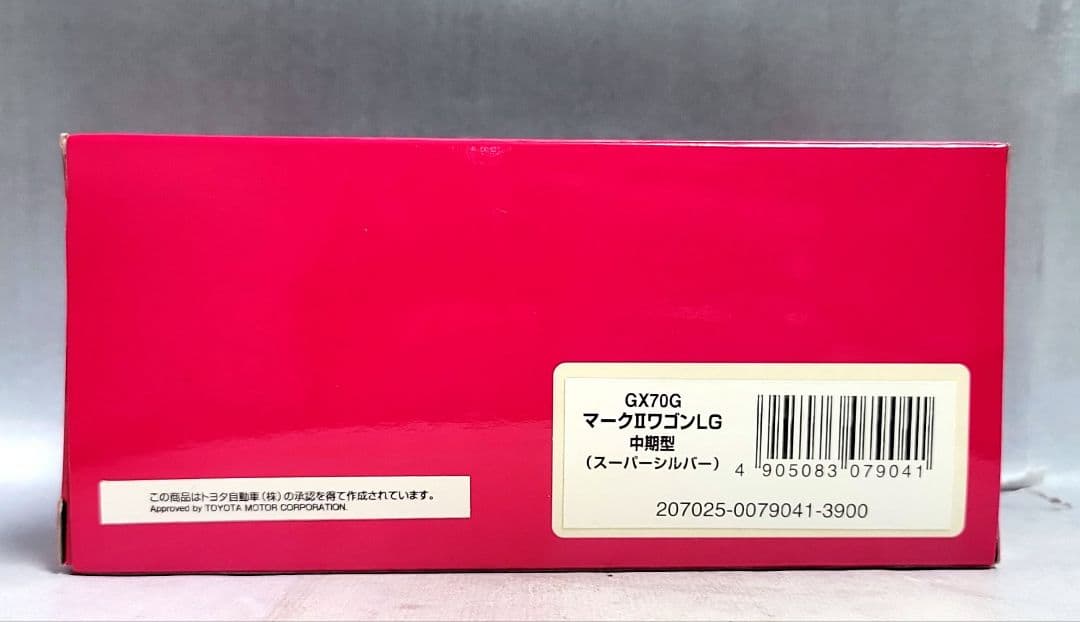 この商品はトヨタ自動車(株)の承認を得て作成されています。
Approved by TOYOTA MOTOR CORPORATION.
GX70G
マークⅡワゴンLG
中期型
(スーパーシルバー)
4 905083 079041
207025-0079041-3900